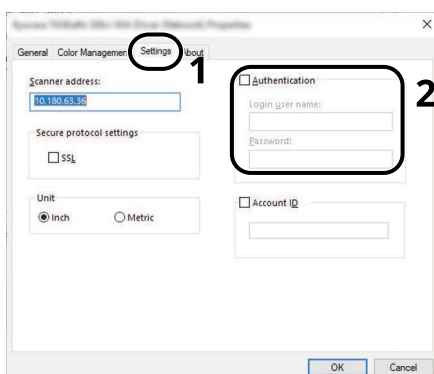 General Color Management Settings About
1
Scanner address:
10.180.63.36
Secure protocol settings
SSL
Unit
Inch Metric
2
Authentication
Login user name:
Password:
Account ID
OK Cancel